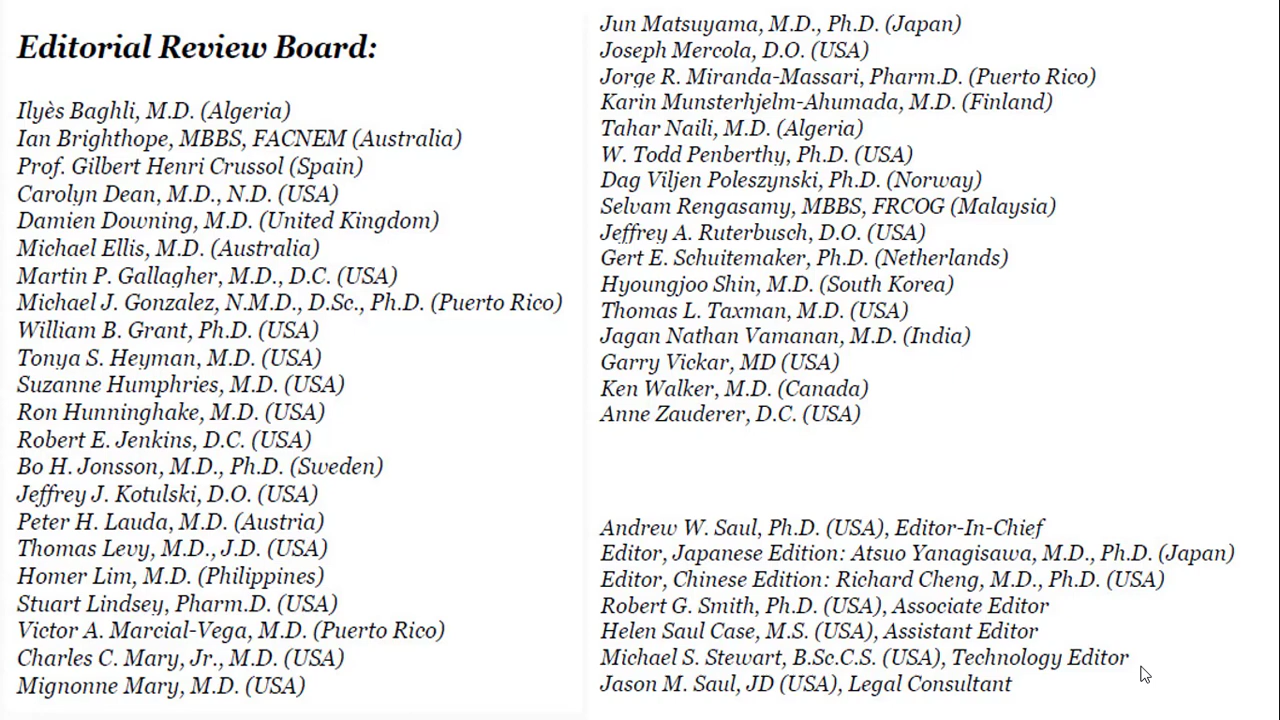 Editorial Review Board:
Ilyès Baghli, M.D. (Algeria)
Ian Brighthope, MBBS, FACNEM (Australia)
Prof. Gilbert Henri Crussol (Spain)
Carolyn Dean, M.D., N.D. (USA)
Damien Downing, M.D. (United Kingdom)
Michael Ellis, M.D. (Australia)
Martin P. Gallagher, M.D., D.C. (USA)
Michael J. Gonzalez, N.M.D., D.Sc., Ph.D. (Puerto Rico)
William B. Grant, Ph.D. (USA)
Tonya S. Heyman, M.D. (USA)
Suzanne Humphries, M.D. (USA)
Ron Hunninghake, M.D. (USA)
Robert E. Jenkins, D.C. (USA)
Bo H. Jonsson, M.D., Ph.D. (Sweden)
Jeffrey J. Kotulski, D.O. (USA)
Peter H. Lauda, M.D. (Austria)
Thomas Levy, M.D., J.D. (USA)
Homer Lim, M.D. (Philippines)
Stuart Lindsey, Pharm.D. (USA)
Victor A. Marcial-Vega, M.D. (Puerto Rico)
Charles C. Mary, Jr., M.D. (USA)
Mignonne Mary, M.D. (USA)
Jun Matsuyama, M.D., Ph.D. (Japan)
Joseph Mercola, D.O. (USA)
Jorge R. Miranda-Massari, Pharm.D. (Puerto Rico)
Karin Munsterhjelm-Ahumada, M.D. (Finland)
Tahar Naili, M.D. (Algeria)
W. Todd Penberthy, Ph.D. (USA)
Dag Viljen Poleszynski, Ph.D. (Norway)
Selvam Rengasamy, MBBS, FRCOG (Malaysia)
Jeffrey A. Ruterbusch, D.O. (USA)
Gert E. Schuitemaker, Ph.D. (Netherlands)
Hyoungjoo Shin, M.D. (South Korea)
Thomas L. Taxman, M.D. (USA)
Jagan Nathan Vamanan, M.D. (India)
Garry Vickar, MD (USA)
Ken Walker, M.D. (Canada)
Anne Zauderer, D.C. (USA)
Andrew W. Saul, Ph.D. (USA), Editor-In-Chief
Editor, Japanese Edition: Atsuo Yanagisawa, M.D., Ph.D. (Japan)
Editor, Chinese Edition: Richard Cheng, M.D., Ph.D. (USA)
Robert G. Smith, Ph.D. (USA), Associate Editor
Helen Saul Case, M.S. (USA), Assistant Editor
Michael S. Stewart, B.Sc.C.S. (USA), Technology Editor
Jason M. Saul, JD (USA), Legal Consultant